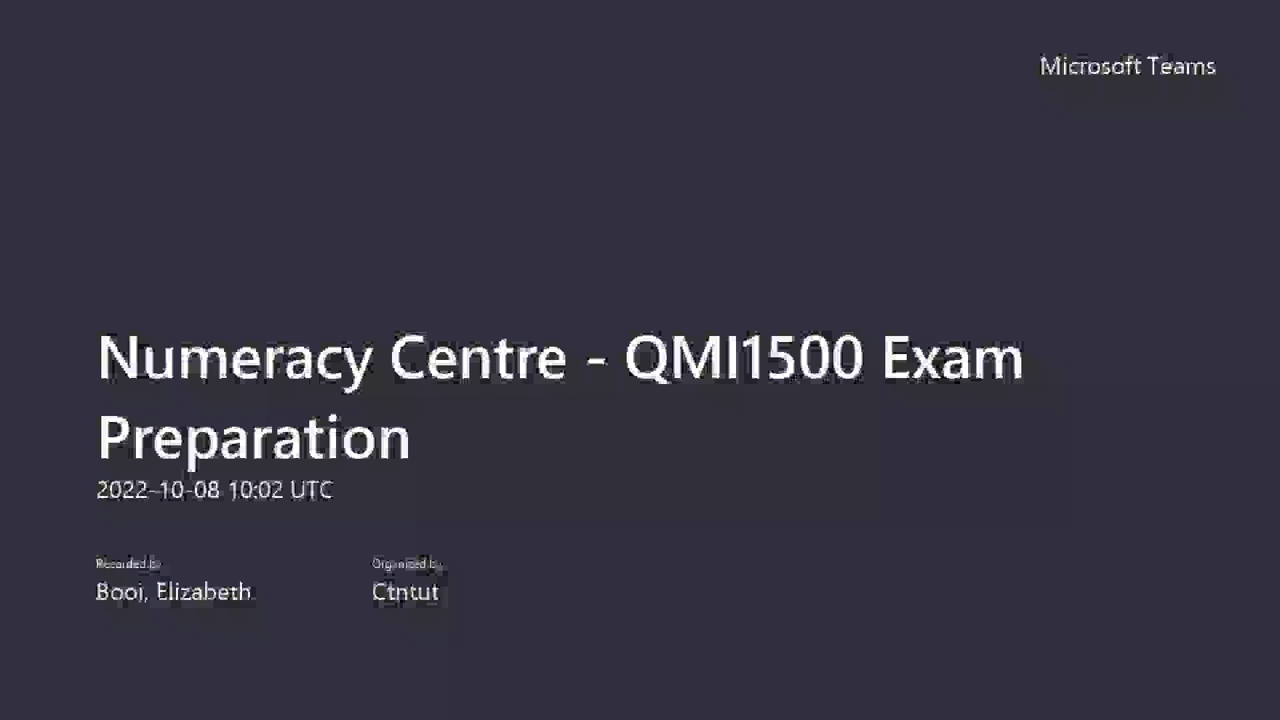 Microsoft Teams
Numeracy Centre - QMI1500 Exam
Preparation
2022-10-08 10:02 UTC
Recorded by
Organized by
Booi, Elizabeth
Ctntut